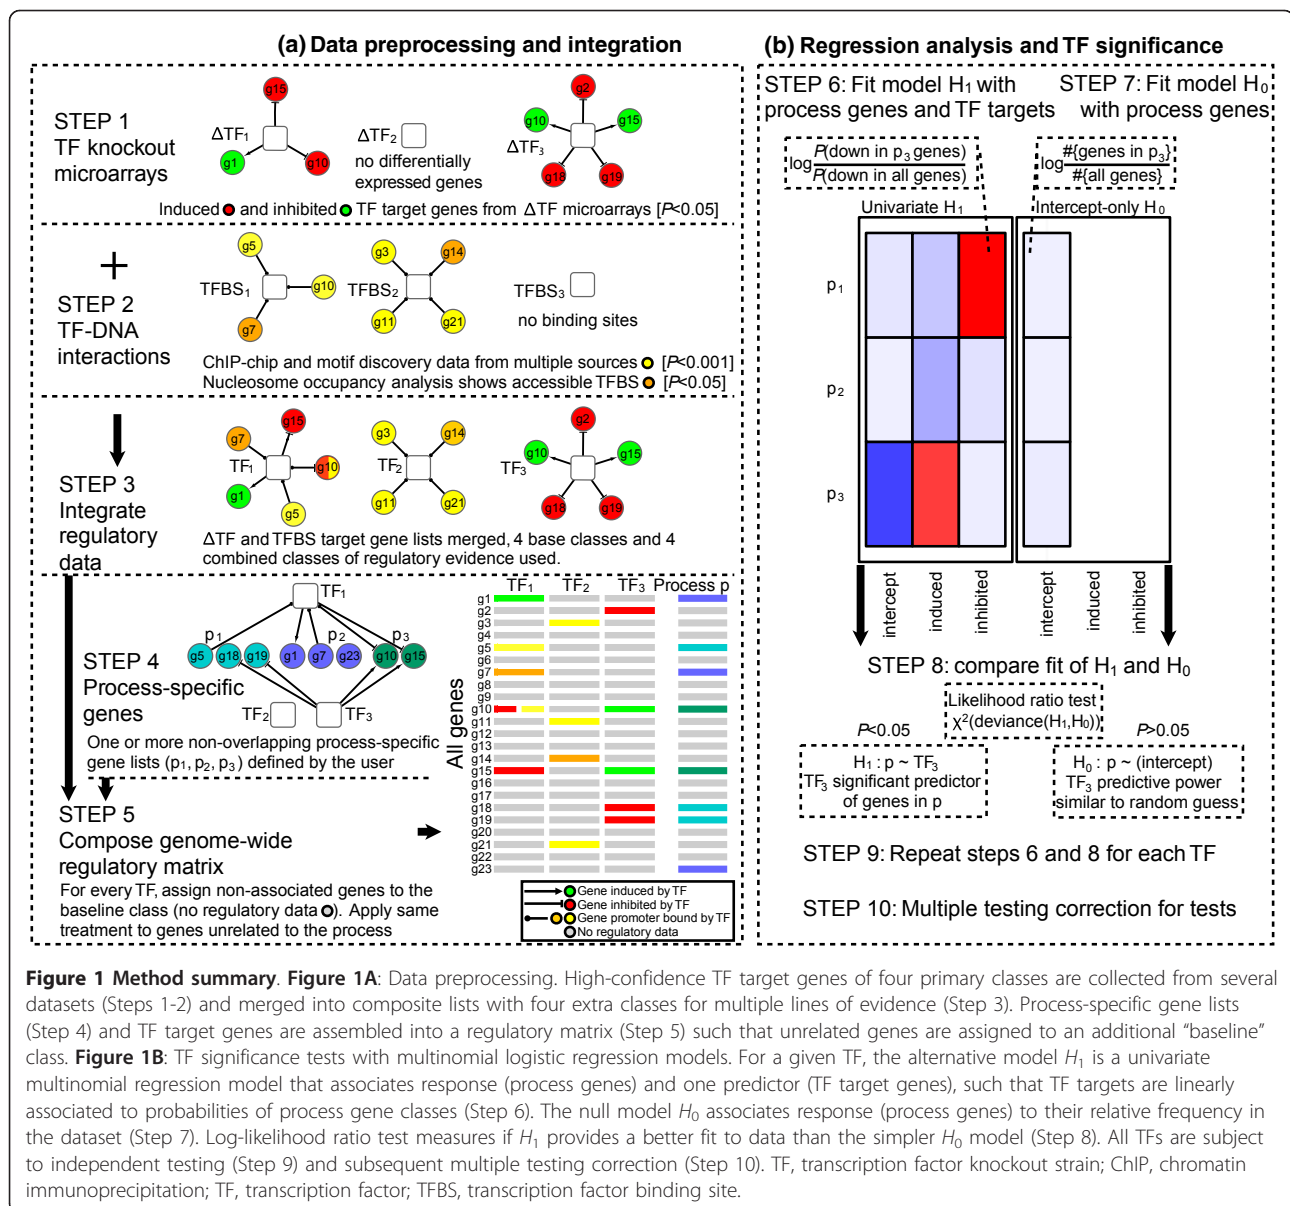 (a) Data preprocessing and integration
STEP 1
TF knockout
microarrays
ΔTF1
g15
g1
g10
ΔTF2
no differentially
expressed genes
ΔTF3
g2
g10
g15
g18
g19
Induced and inhibited TF target genes from ΔTF microarrays [P<0.05]
+
STEP 2
TF-DNA
interactions
TFBS1
g5
g10
g7
TFBS2
g3
g14
g11
g21
TFBS3
no binding sites
ChIP-chip and motif discovery data from multiple sources [P<0.001]
Nucleosome occupancy analysis shows accessible TFBS [P<0.05]
STEP 3
Integrate
regulatory
data
TF1
g7
g15
g10
g1
g5
TF2
g3
g14
g11
g21
TF3
g2
g10
g15
g18
g19
ΔTF and TFBS target gene lists merged, 4 base classes and 4
combined classes of regulatory evidence used.
STEP 4
Process-specific
genes
TF1
p1 p2 p3
g5 g18 g19 g1 g7 g23 g10 g15
TF2 TF3
One or more non-overlapping process-specific
gene lists (p1, p2, p3) defined by the user
STEP 5
Compose genome-wide
regulatory matrix
For every TF, assign non-associated genes to the
baseline class (no regulatory data). Apply same
treatment to genes unrelated to the process
TF1 TF2 TF3 Process p
All genes
g1
g2
g3
g4
g5
g6
g7
g8
g9
g10
g11
g12
g13
g14
g15
g16
g17
g18
g19
g20
g21
g22
g23
Gene induced by TF
Gene inhibited by TF
Gene promoter bound by TF
No regulatory data
(b) Regression analysis and TF significance
STEP 6: Fit model H1 with
process genes and TF targets
STEP 7: Fit model H0
with process genes
log P(down in p3 genes)
P(down in all genes)
log #{genes in p3}
#{all genes}
Univariate H1
Intercept-only H0
p1
p2
p3
intercept
induced
inhibited
intercept
induced
inhibited
STEP 8: compare fit of H1 and H0
Likelihood ratio test
χ2(deviance(H1,H0))
P<0.05
P>0.05
H1 : p ~ TF3
TF3 significant predictor
of genes in p
H0 : p ~ (intercept)
TF3 predictive power
similar to random guess
STEP 9: Repeat steps 6 and 8 for each TF
STEP 10: Multiple testing correction for tests
Figure 1 Method summary. Figure 1A: Data preprocessing. High-confidence TF target genes of four primary classes are collected from several
datasets (Steps 1-2) and merged into composite lists with four extra classes for multiple lines of evidence (Step 3). Process-specific gene lists
(Step 4) and TF target genes are assembled into a regulatory matrix (Step 5) such that unrelated genes are assigned to an additional “baseline”
class. Figure 1B: TF significance tests with multinomial logistic regression models. For a given TF, the alternative model H1 is a univariate
multinomial regression model that associates response (process genes) and one predictor (TF target genes), such that TF targets are linearly
associated to probabilities of process gene classes (Step 6). The null model H0 associates response (process genes) to their relative frequency in
the dataset (Step 7). Log-likelihood ratio test measures if H1 provides a better fit to data than the simpler H0 model (Step 8). All TFs are subject
to independent testing (Step 9) and subsequent multiple testing correction (Step 10). TF, transcription factor knockout strain; ChIP, chromatin
immunoprecipitation; TF, transcription factor; TFBS, transcription factor binding site.